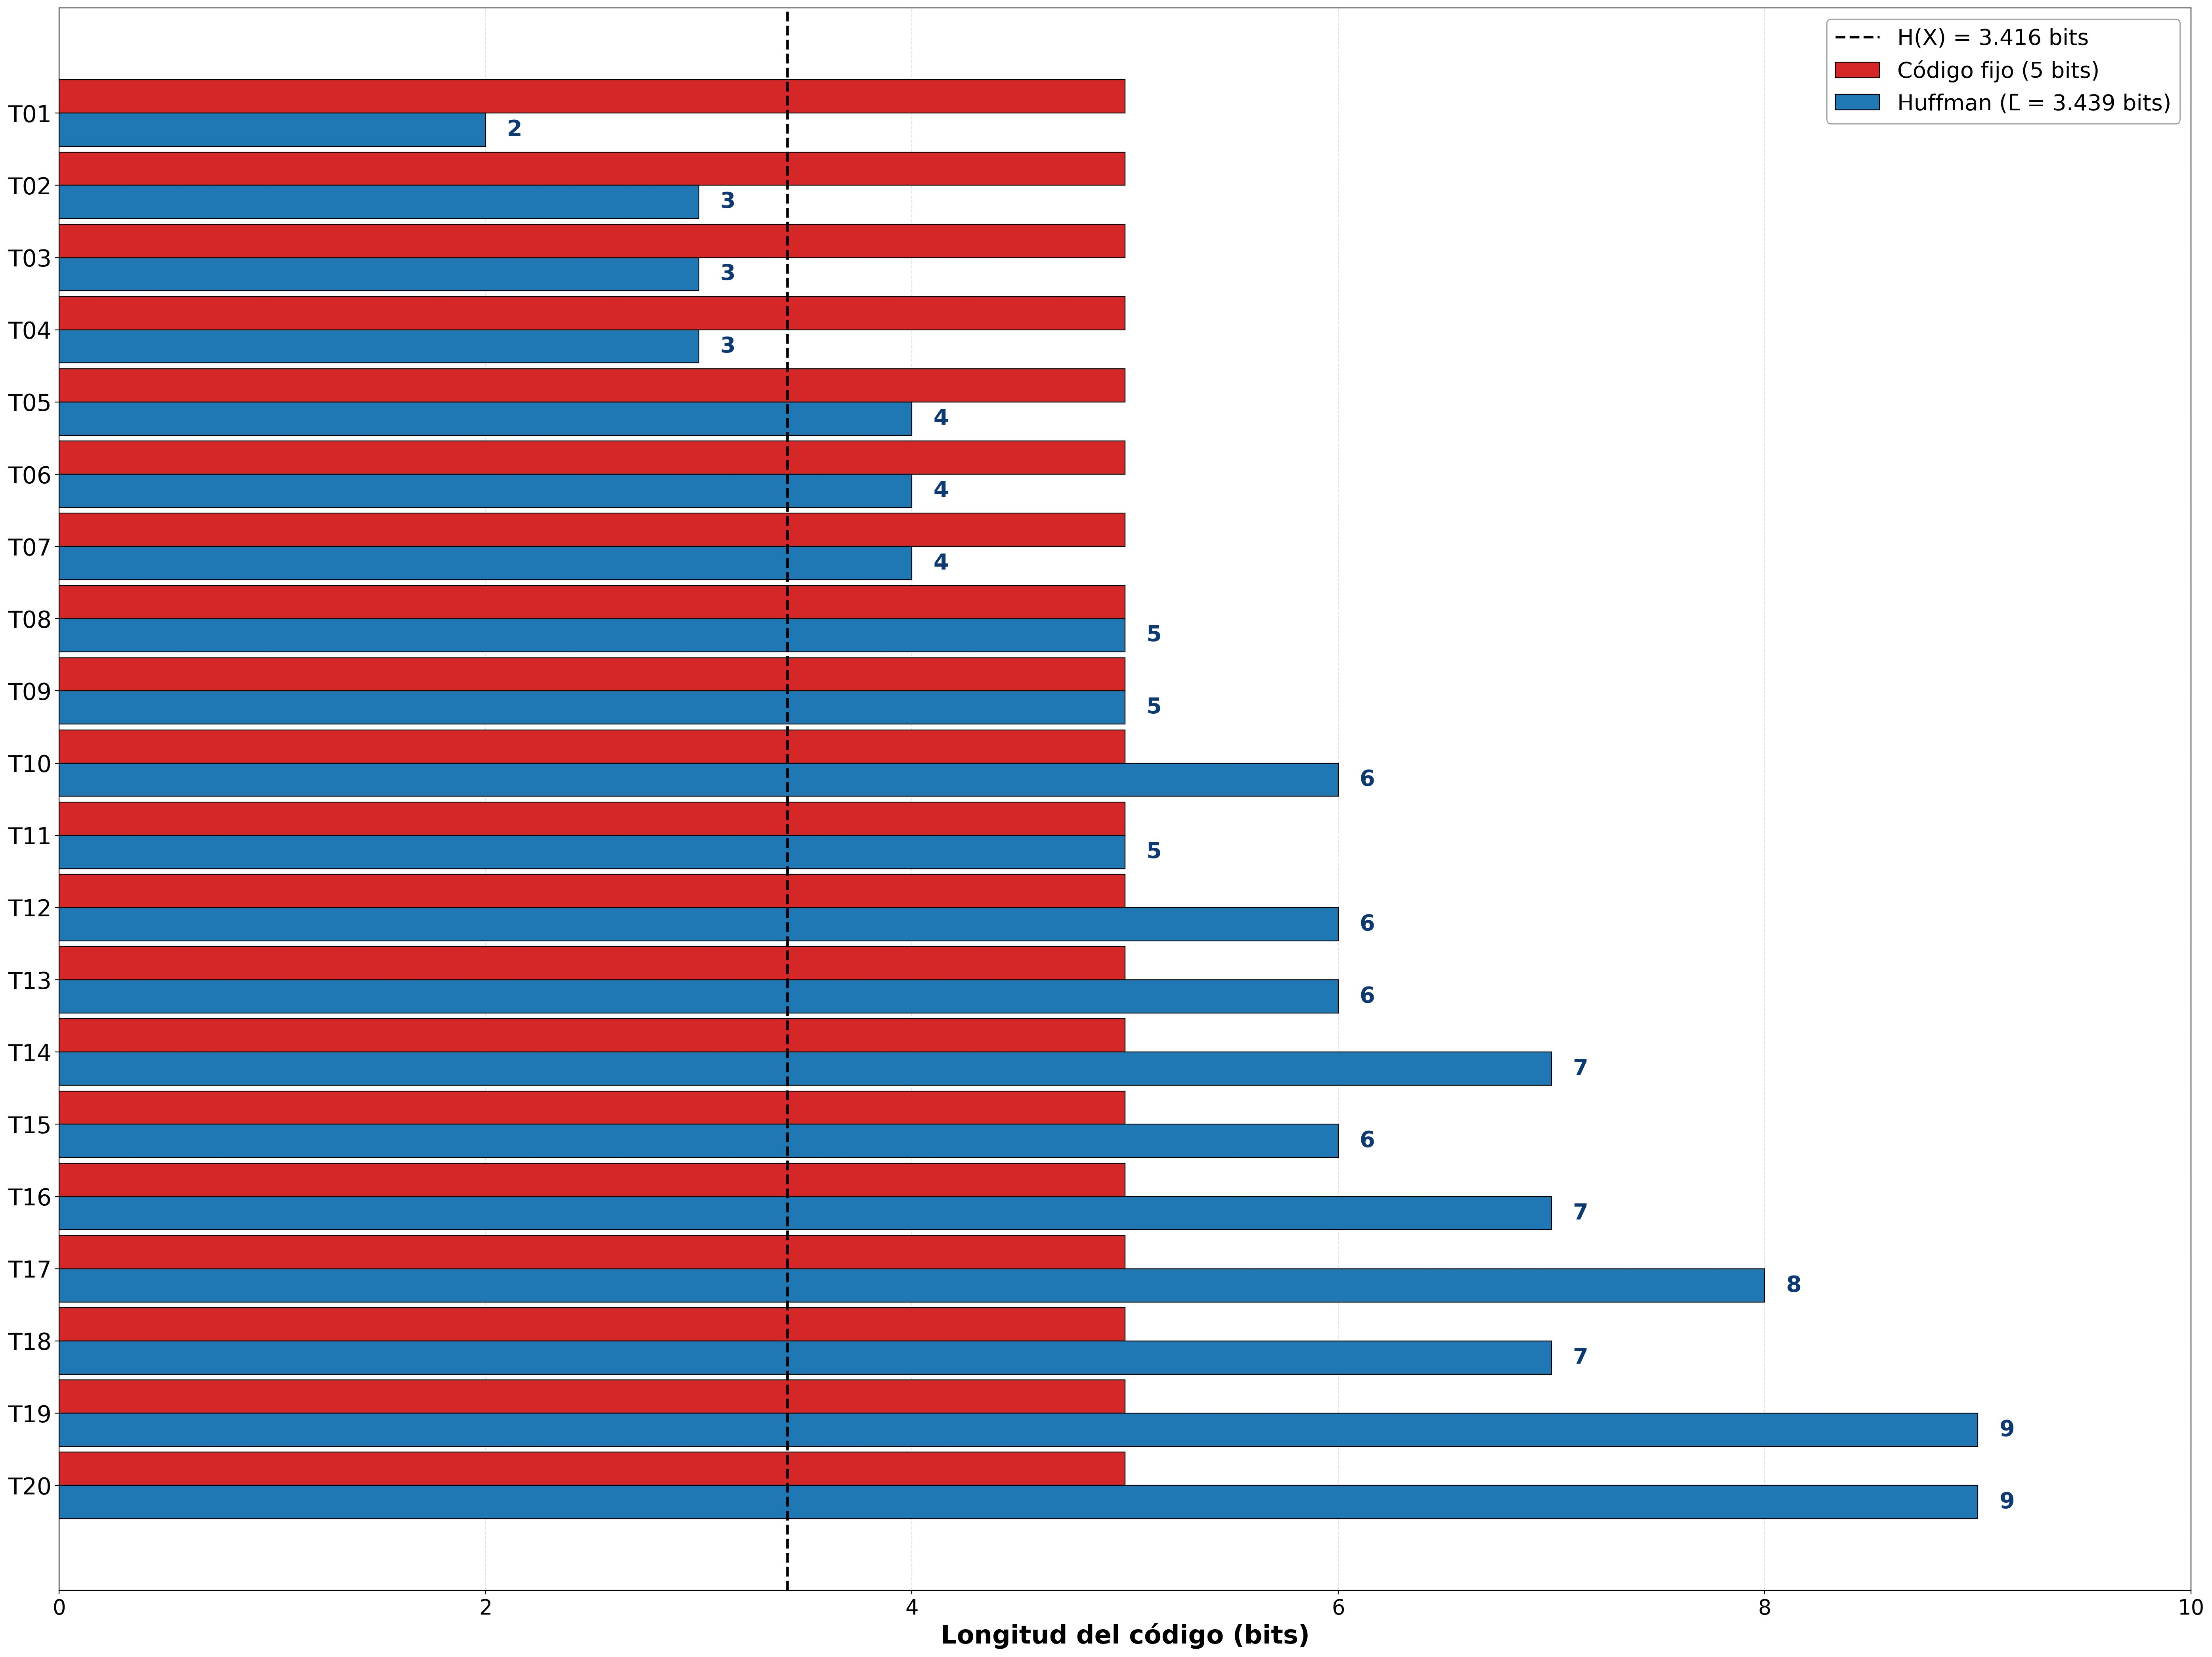 H(X) = 3.416 bits
Código fijo (5 bits)
Huffman ( = 3.439 bits)
T01
2
T02
3
T03
3
T04
3
T05
4
T06
4
T07
4
T08
5
T09
5
T10
6
T11
5
T12
6
T13
6
T14
7
T15
6
T16
7
T17
8
T18
7
T19
9
T20
9
0 2 4 6 8 10
Longitud del código (bits)